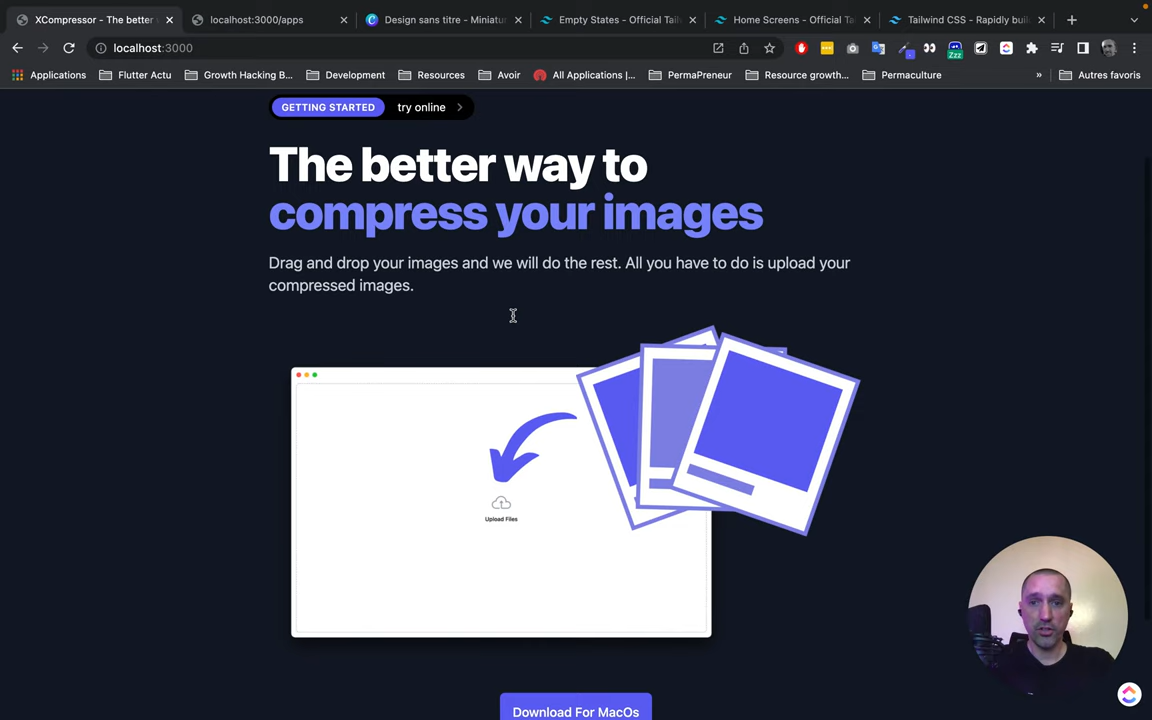 XCompressor - The better
localhost:3000/apps
Design sans titre - Miniatur
Empty States - Official Tail
Home Screens - Official Ta
Tailwind CSS - Rapidly buil
localhost:3000
Zzz
Applications
Flutter Actu
Growth Hacking B...
Development
Resources
Avoir
All Applications |...
PermaPreneur
Resource growth...
Permaculture
»
Autres favoris
GETTING STARTED
try online
The better way to
compress your images
Drag and drop your images and we will do the rest. All you have to do is upload your
compressed images.
Upload Files
Download For MacOs